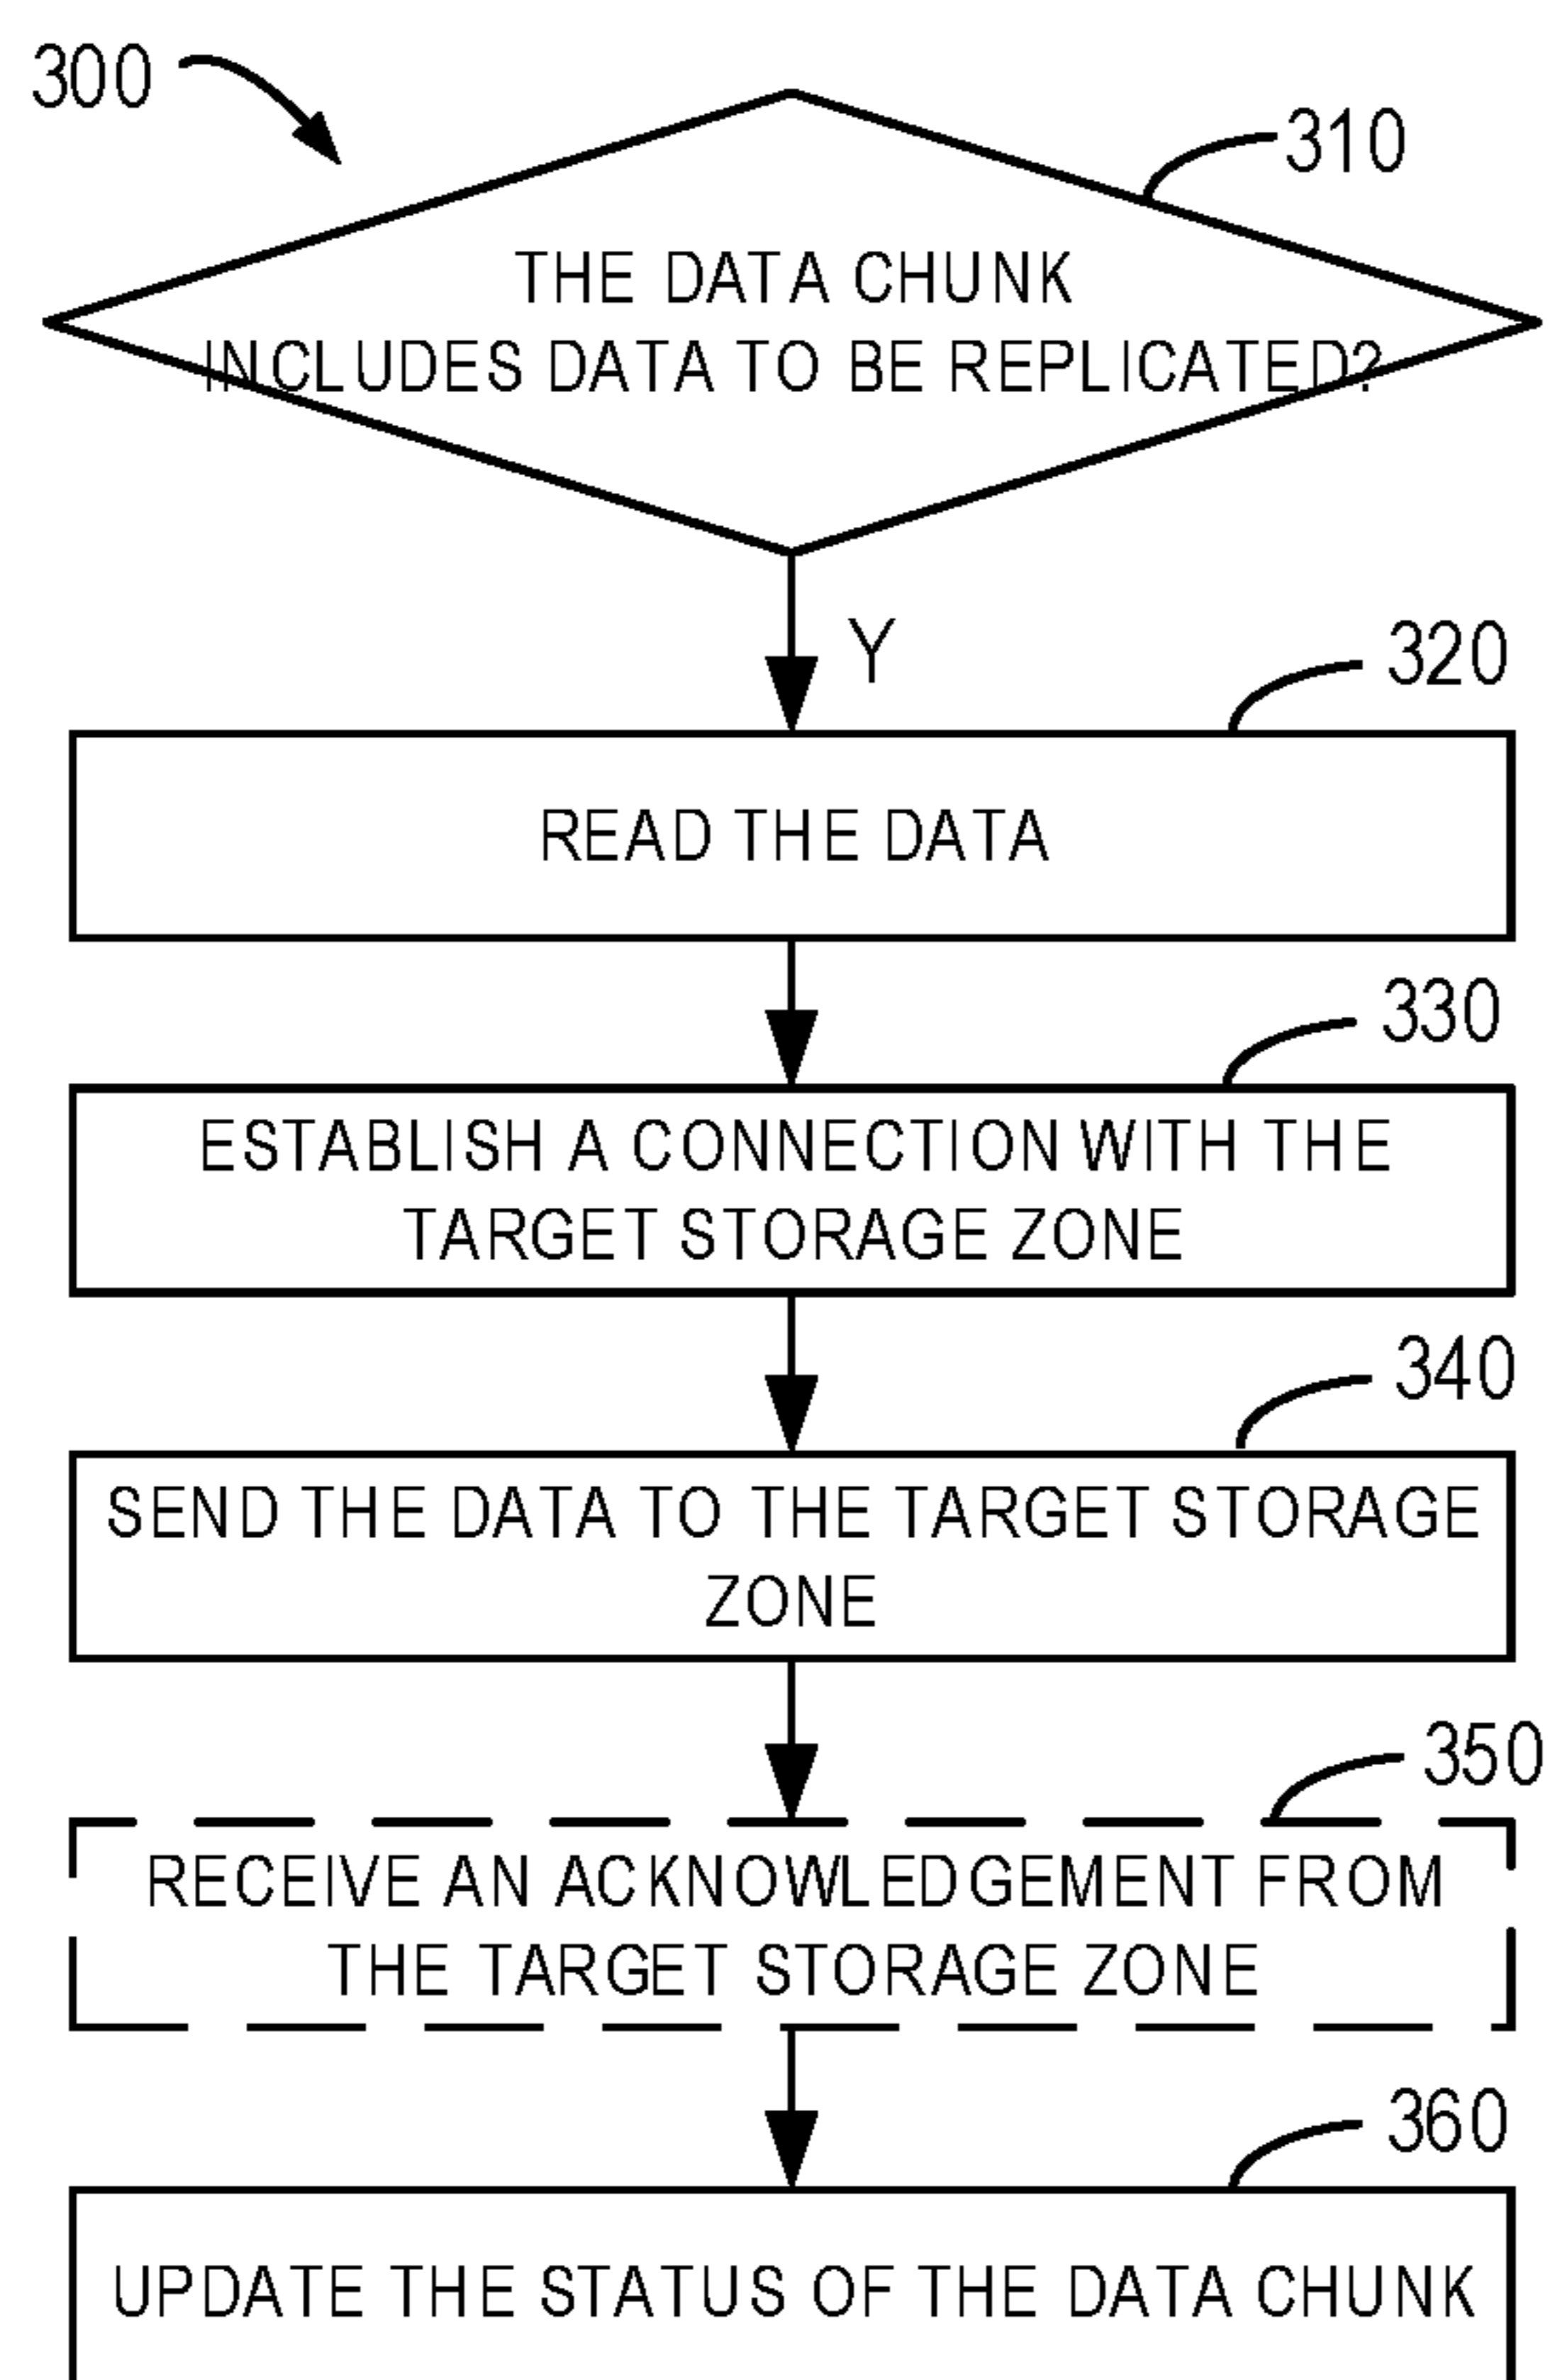 300
310
THE DATA CHUNK
INCLUDES DATA TO BE REPLICATED?
Y
320
READ THE DATA
330
ESTABLISH A CONNECTION WITH THE
TARGET STORAGE ZONE
340
SEND THE DATA TO THE TARGET STORAGE
ZONE
350
RECEIVE AN ACKNOWLEDGEMENT FROM
THE TARGET STORAGE ZONE
360
UPDATE THE STATUS OF THE DATA CHUNK